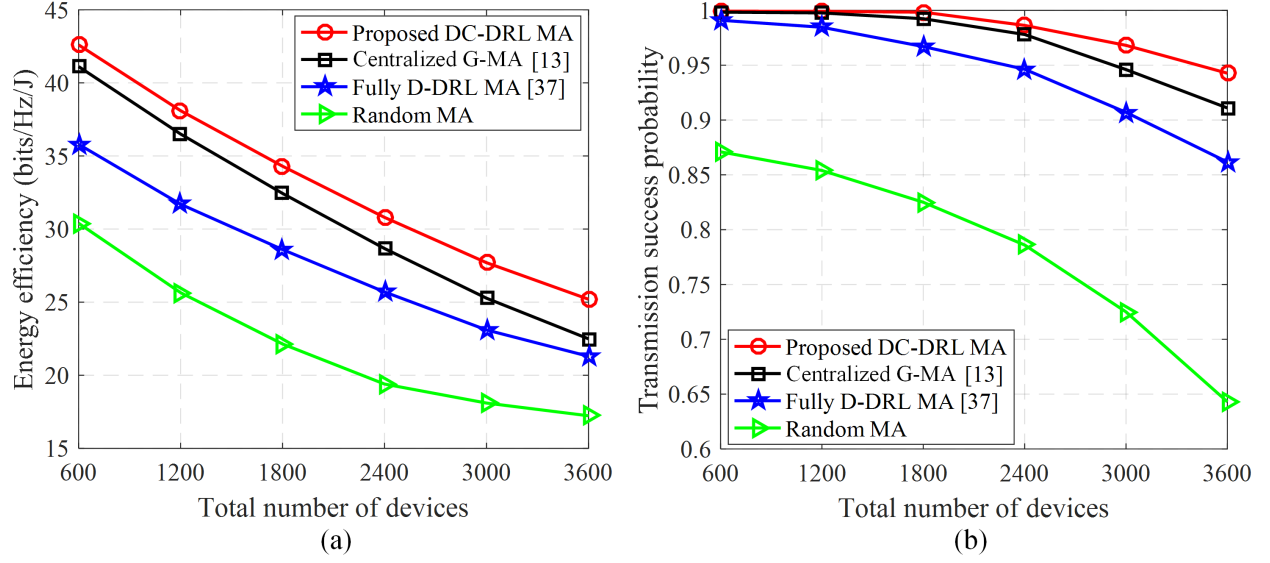 45
40
35
30
25
20
15
Energy efficiency (bits/Hz/J)
Proposed DC-DRL MA
Centralized G-MA [13]
Fully D-DRL MA [37]
Random MA
600 1200 1800 2400 3000 3600
Total number of devices
(a)
1
0.95
0.9
0.85
0.8
0.75
0.7
0.65
0.6
Transmission success probability
Proposed DC-DRL MA
Centralized G-MA [13]
Fully D-DRL MA [37]
Random MA
600 1200 1800 2400 3000 3600
Total number of devices
(b)